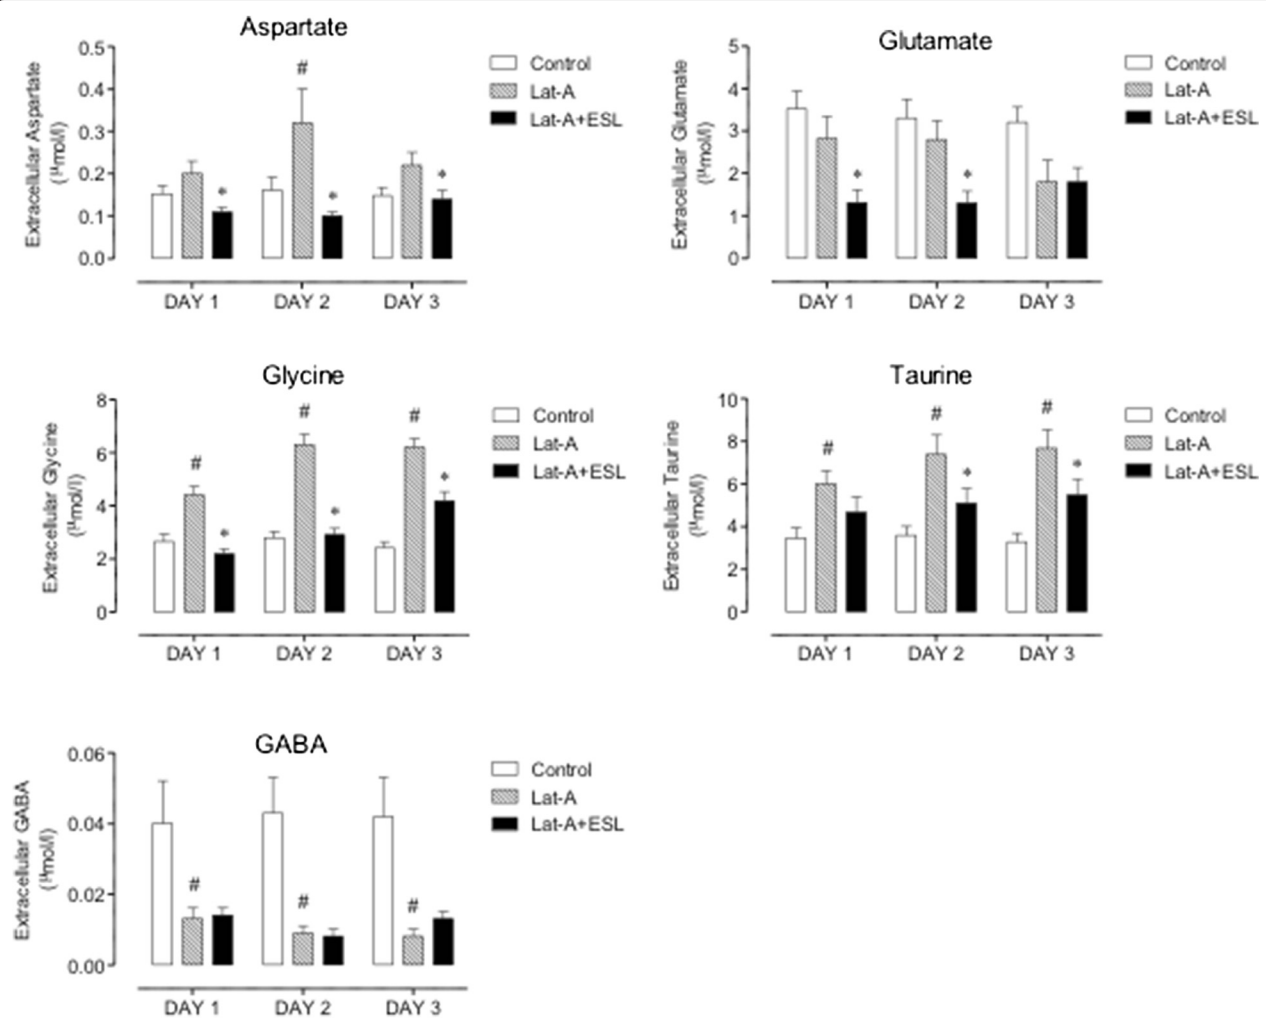 Aspartate
Extracellular Aspartate
(µmol/l)
0.5
0.4
0.3
0.2
0.1
0.0
#
*
*
*
DAY 1 DAY 2 DAY 3
Control
Lat-A
Lat-A+ESL
Glutamate
Extracellular Glutamate
(µmol/l)
5
4
3
2
1
0
*
*
DAY 1 DAY 2 DAY 3
Control
Lat-A
Lat-A+ESL
Glycine
Extracellular Glycine
(µmol/l)
8
6
4
2
0
# # #
* * *
DAY 1 DAY 2 DAY 3
Control
Lat-A
Lat-A+ESL
Taurine
Extracellular Taurine
(µmol/l)
10
8
6
4
2
0
# # #
* *
DAY 1 DAY 2 DAY 3
Control
Lat-A
Lat-A+ESL
GABA
Extracellular GABA
(µmol/l)
0.06
0.04
0.02
0.00
# # #
DAY 1 DAY 2 DAY 3
Control
Lat-A
Lat-A+ESL